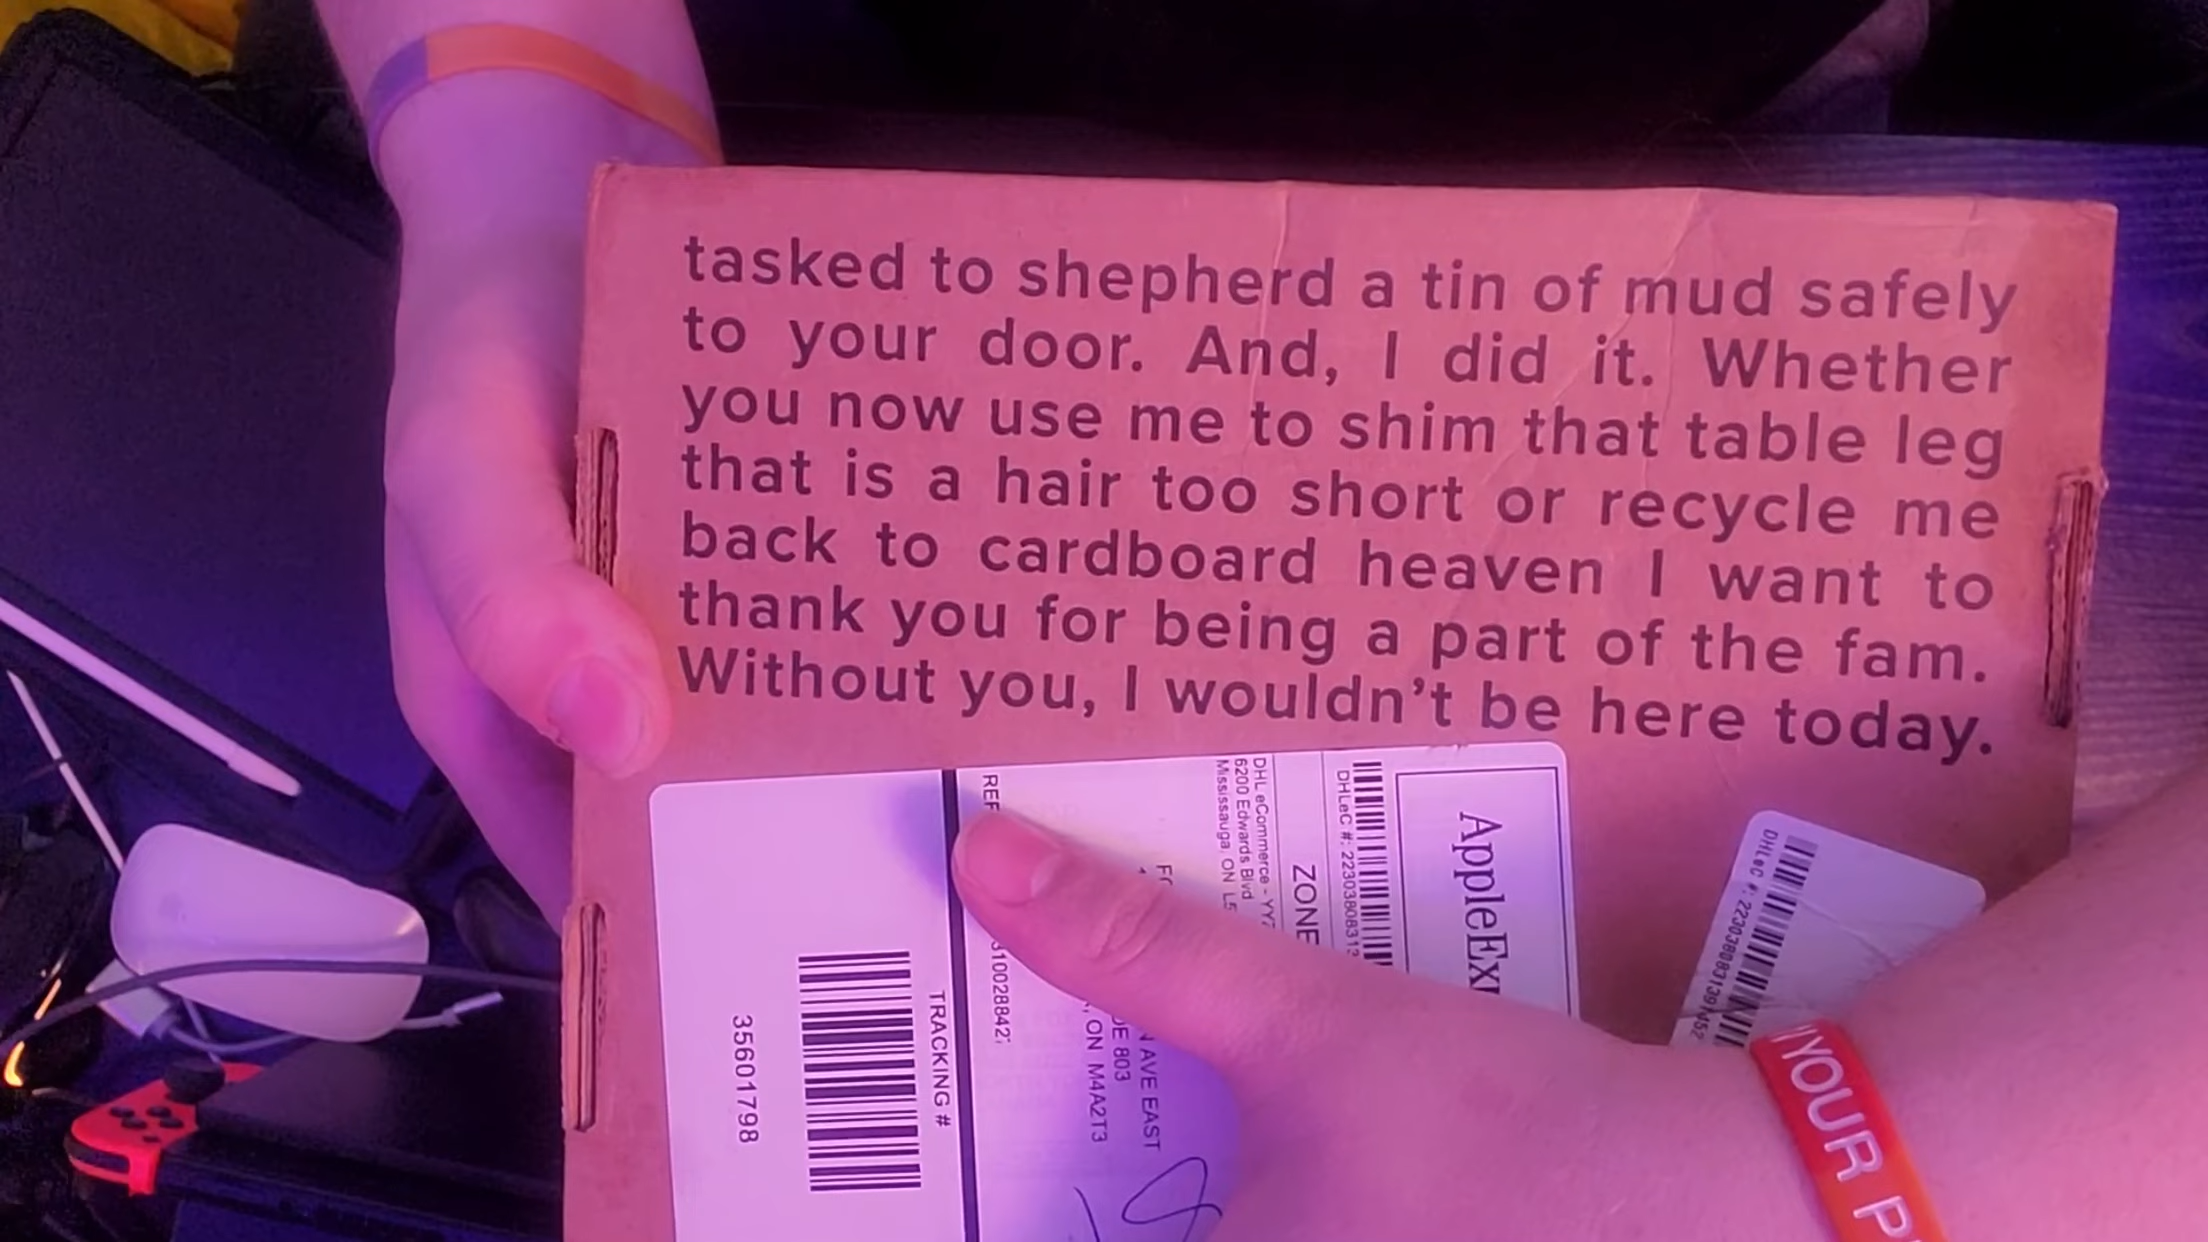 tasked to shepherd a tin of mud safely
to your door. And, I did it. Whether
you now use me to shim that table leg
that is a hair too short or recycle me
back to cardboard heaven I want to
thank you for being a part of the fam.
Without you, I wouldn't be here today.
DHLeC #: 2230380831
ZONE
DHL eCommerce - YYZ
6200 Edwards Blvd
Mississauga, ON L5
AVE EAST
803
ON M4A2T3
TRACKING #
35601798
DHLeC #:
YOUR